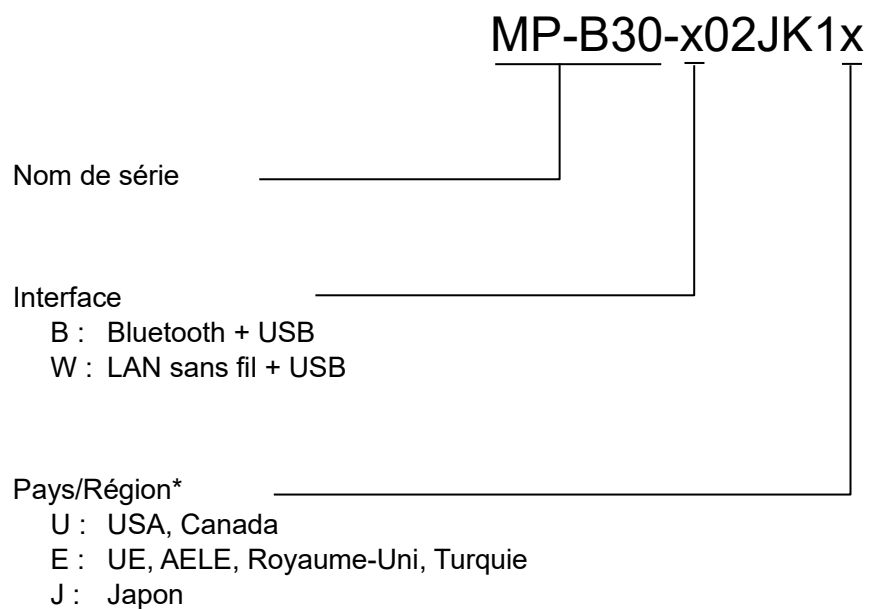 MP-B30-x02JK1x
Nom de série
Interface
B : Bluetooth + USB
W : LAN sans fil + USB
Pays/Région*
U : USA, Canada
E : UE, AELE, Royaume-Uni, Turquie
J : Japon